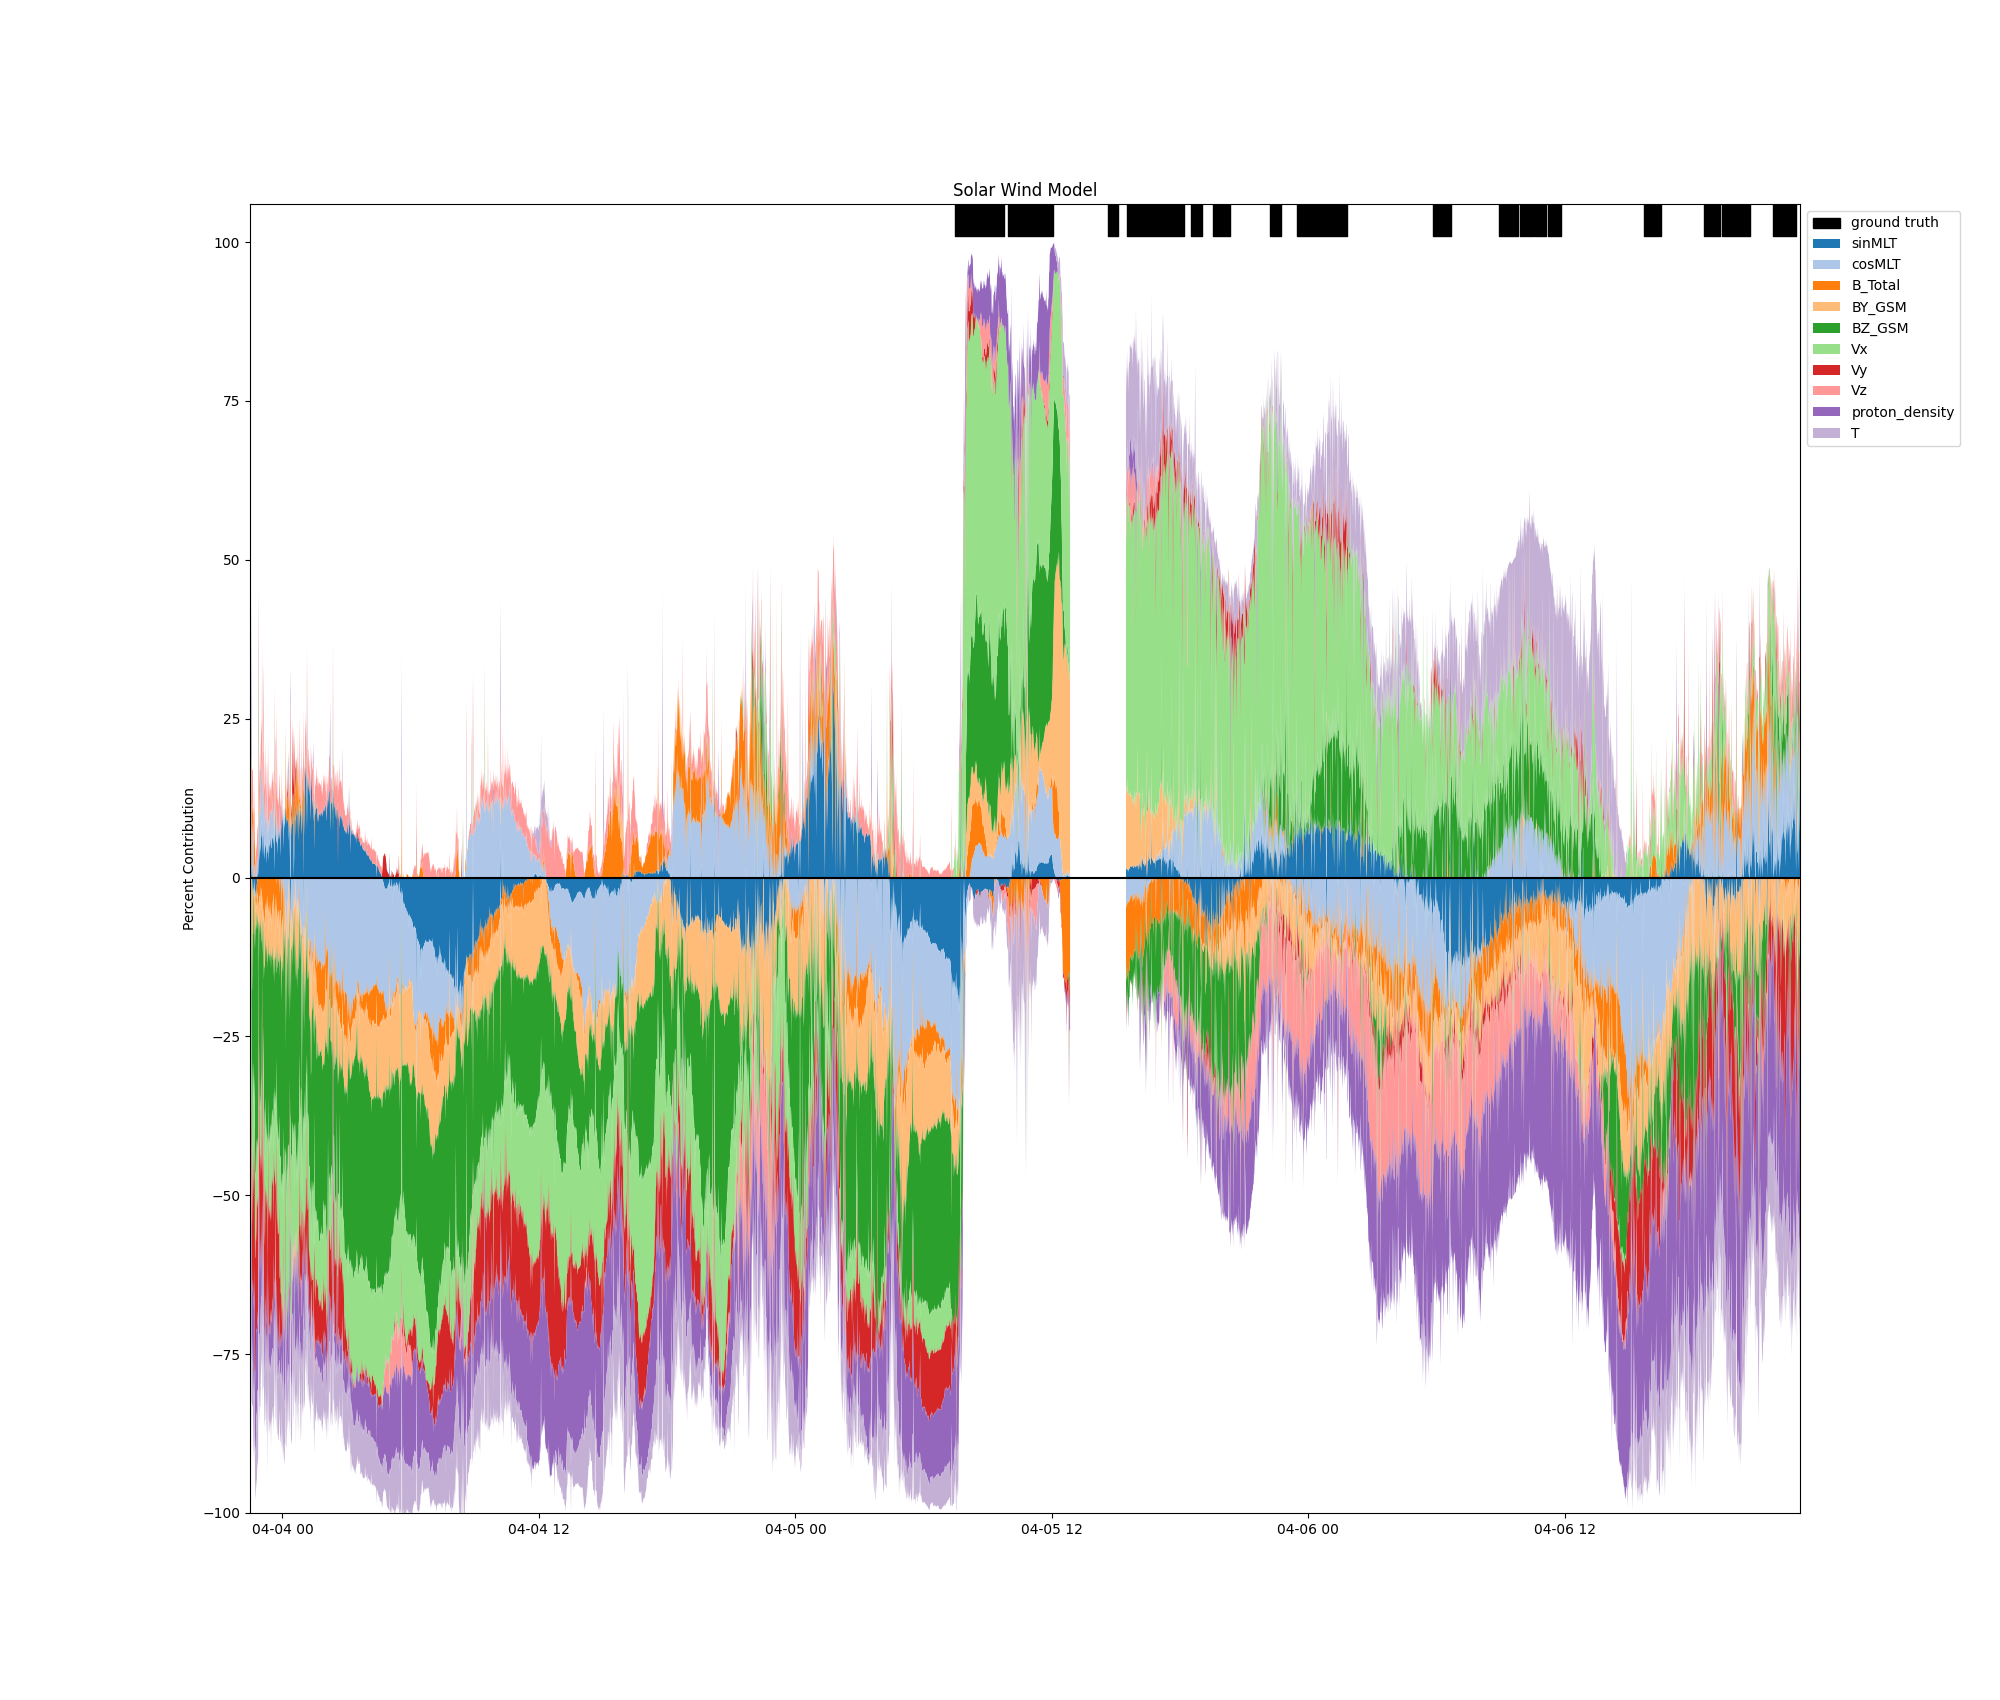 Solar Wind Model
100
75
50
25
0
−25
−50
−75
−100
Percent Contribution
04-04 00
04-04 12
04-05 00
04-05 12
04-06 00
04-06 12
ground truth
sinMLT
cosMLT
B_Total
BY_GSM
BZ_GSM
Vx
Vy
Vz
proton_density
T